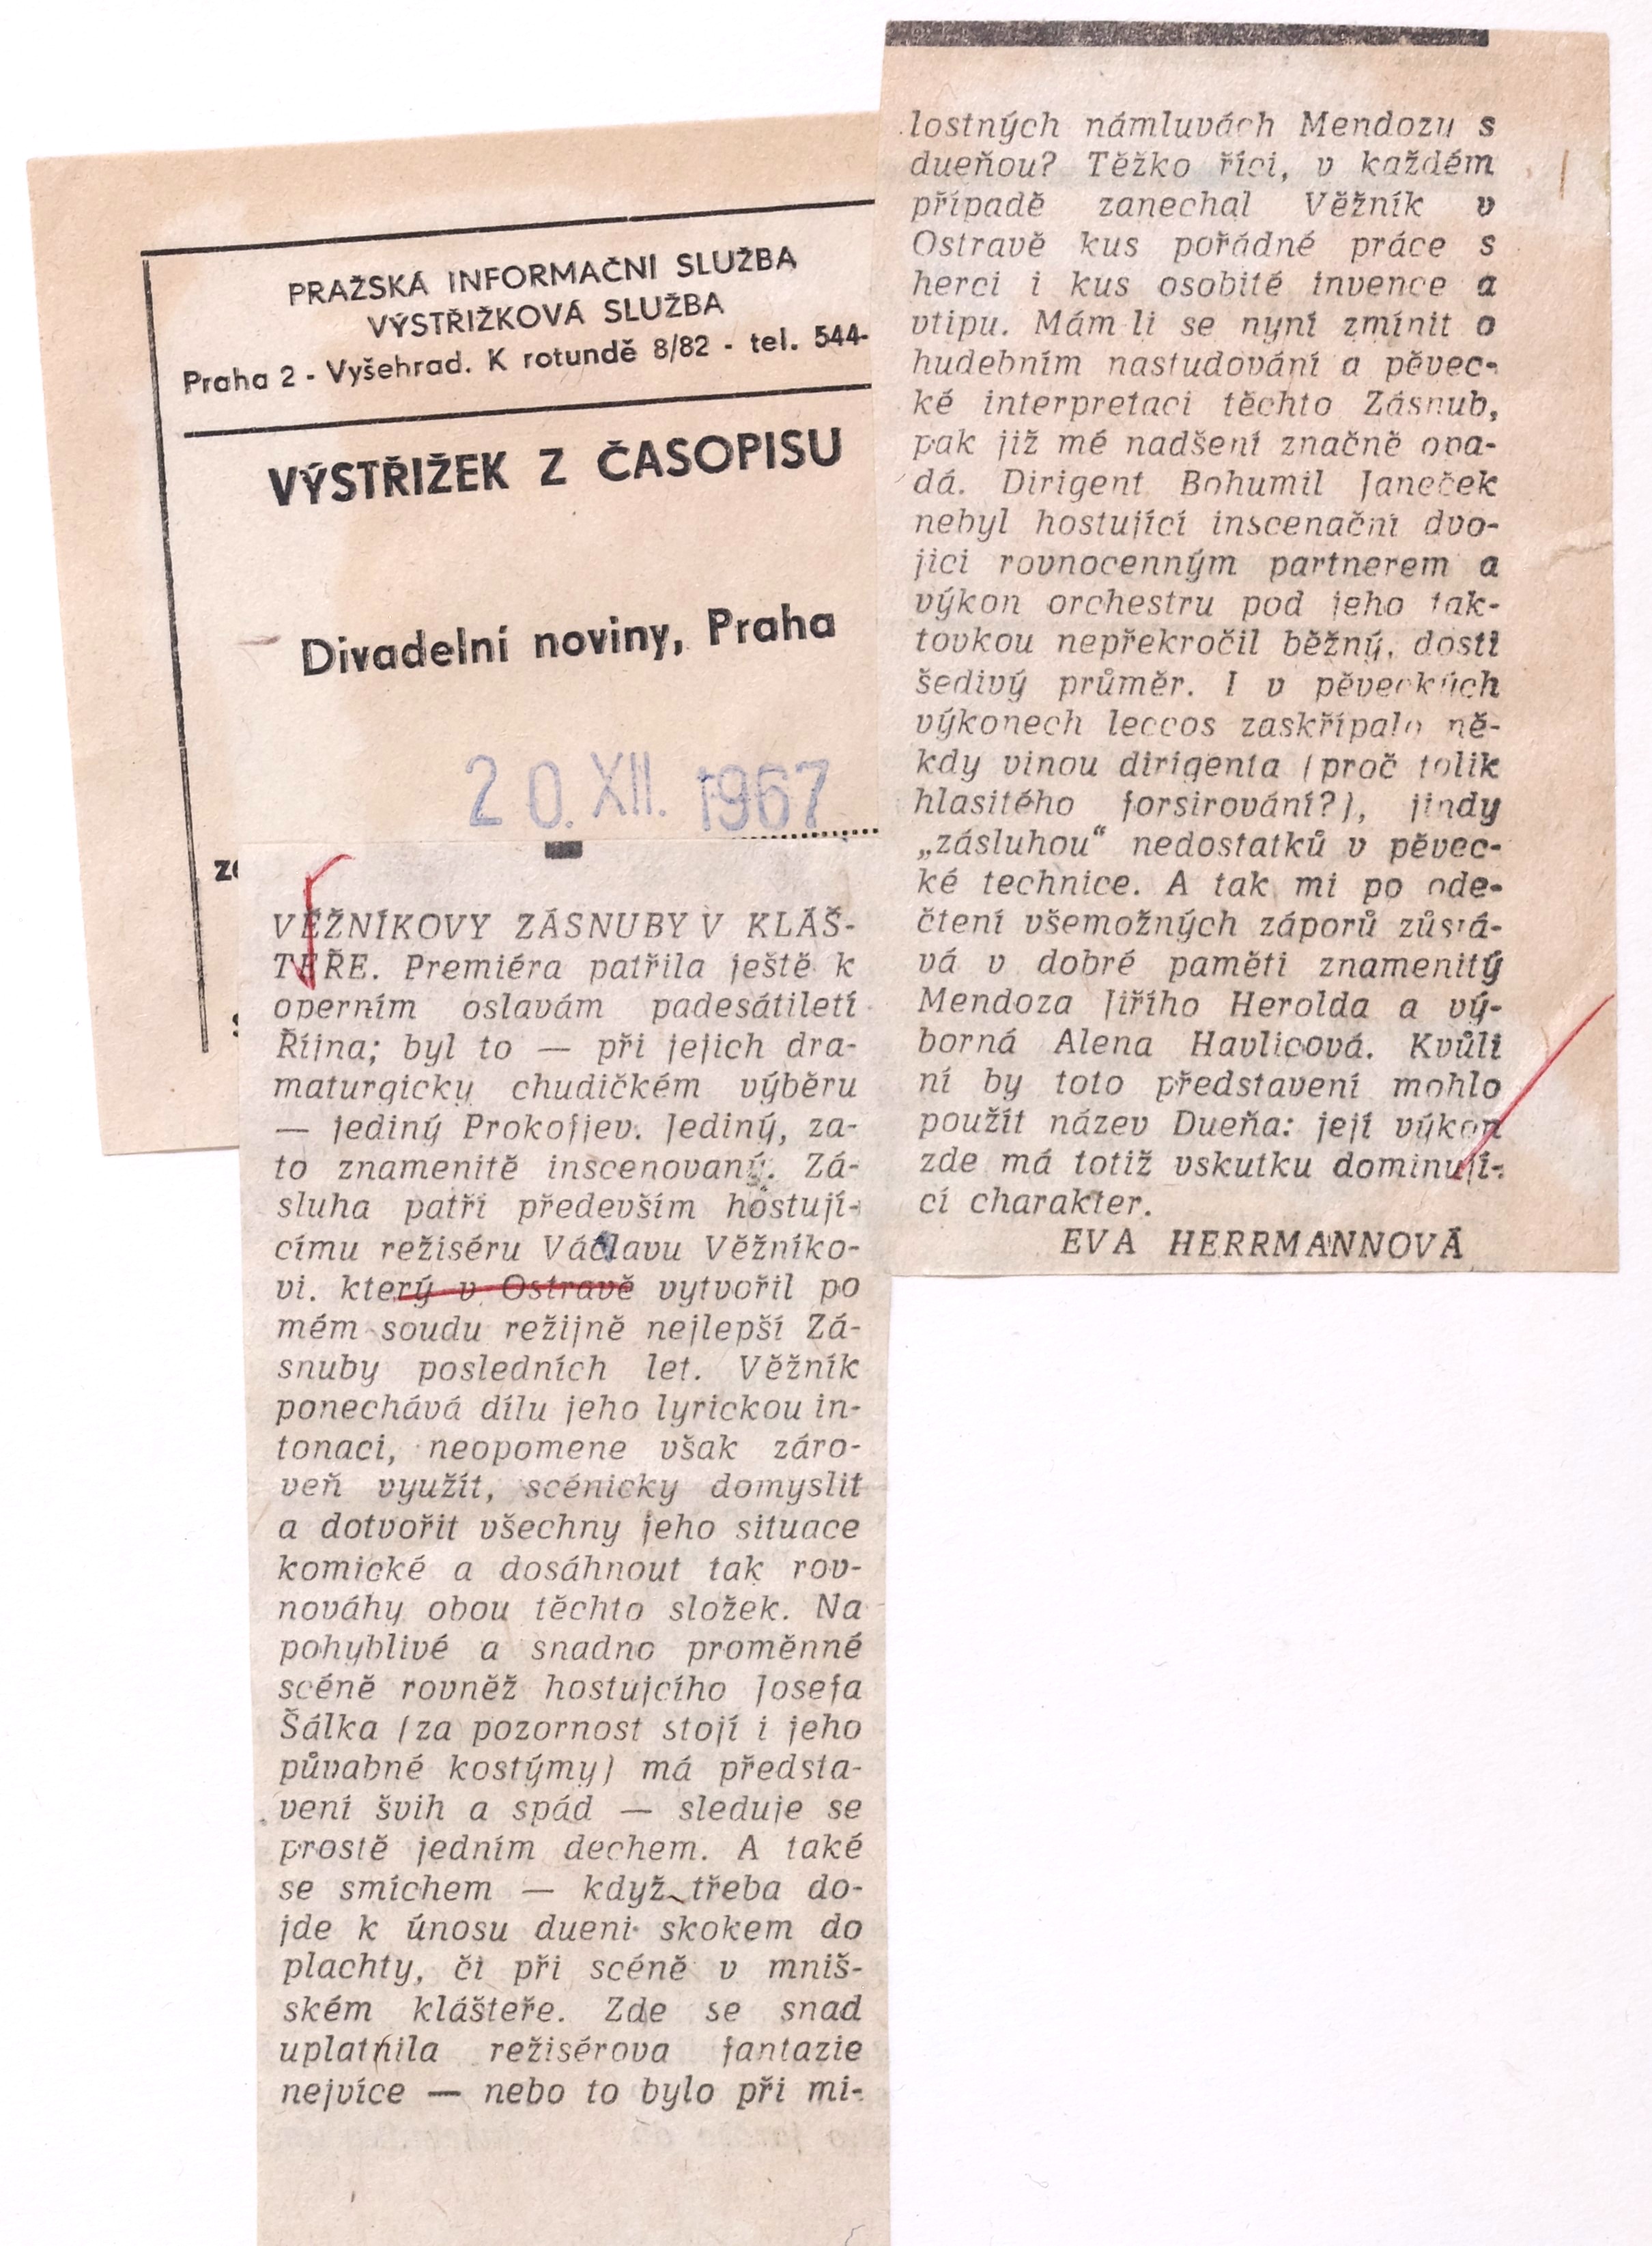 PRAŽSKÁ INFORMAČNÍ SLUŽBA
VÝSTŘIŽKOVÁ SLUŽBA
Praha 2 - Vyšehrad. K rotundě 8/82 - tel. 544-
VÝSTŘIŽEK Z ČASOPISU
Divadelní noviny, Praha
20. XII. 1967
VĚŽNÍKOVY ZÁSNUBY V KLÁŠ-
TEŘE. Premiéra patřila ještě k
operním oslavám padesátiletí
Října; byl to — při jejich dra-
maturgicky chudičkém výběru
— jediný Prokofjev. Jediný, za-
to znamenitě inscenovaný. Zá-
sluha patří především hostují-
címu režiséru Václavu Věžníko-
vi. který v Ostravě vytvořil po
mém soudu režijně nejlepší Zá-
snuby posledních let. Věžník
ponechává dílu jeho lyrickou in-
tonaci, neopomene však záro-
veň využít, scénicky domyslit
a dotvořit všechny jeho situace
komické a dosáhnout tak rov-
nováhy obou těchto složek. Na
pohyblivé a snadno proměnné
scéně rovněž hostujcího Josefa
Šálka (za pozornost stojí i jeho
půvabné kostýmy) má předsta-
vení švih a spád — sleduje se
prostě jedním dechem. A také
se smíchem — když třeba do-
jde k únosu dueni skokem do
plachty, či při scéně v mniš-
ském klášteře. Zde se snad
uplatnila režisérova fantazie
nejvíce — nebo to bylo při mi-
lostných námluvách Mendozy s
dueňou? Těžko říci, v každém
případě zanechal Věžník v
Ostravě kus pořádné práce s
herci i kus osobité invence a
vtipu. Mám-li se nyní zmínit o
hudebním nastudování a pěvec-
ké interpretaci těchto Zásnub,
pak již mé nadšení značně opa-
dá. Dirigent Bohumil Janeček
nebyl hostující inscenační dvo-
jici rovnocenným partnerem a
výkon orchestru pod jeho tak-
tovkou nepřekročil běžný, dosti
šedivý průměr. I v pěveckých
výkonech leccos zaskřípalo ně-
kdy vinou dirigenta (proč tolik
hlasitého forsirování?), jindy
„zásluhou“ nedostatků v pěvec-
ké technice. A tak mi po ode-
čtení všemožných záporů zůstá-
vá v dobré paměti znamenitý
Mendoza Jiřího Herolda a vý-
borná Alena Havlicová. Kvůli
ní by toto představení mohlo
použít název Dueňa: její výkon
zde má totiž vskutku dominují-
cí charakter.
EVA HERRMANNOVÁ